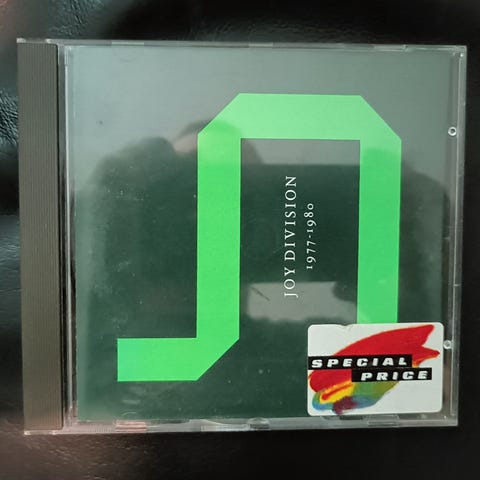 JOY DIVISION
1977-1980
SPECIAL
PRICE